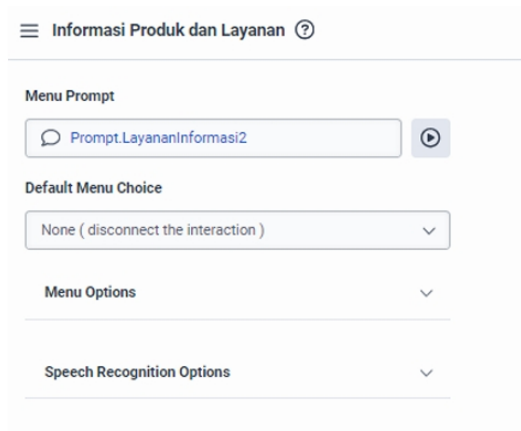 Informasi Produk dan Layanan ?
Menu Prompt
Prompt.LayananInformasi2
Default Menu Choice
None ( disconnect the interaction )
Menu Options
Speech Recognition Options